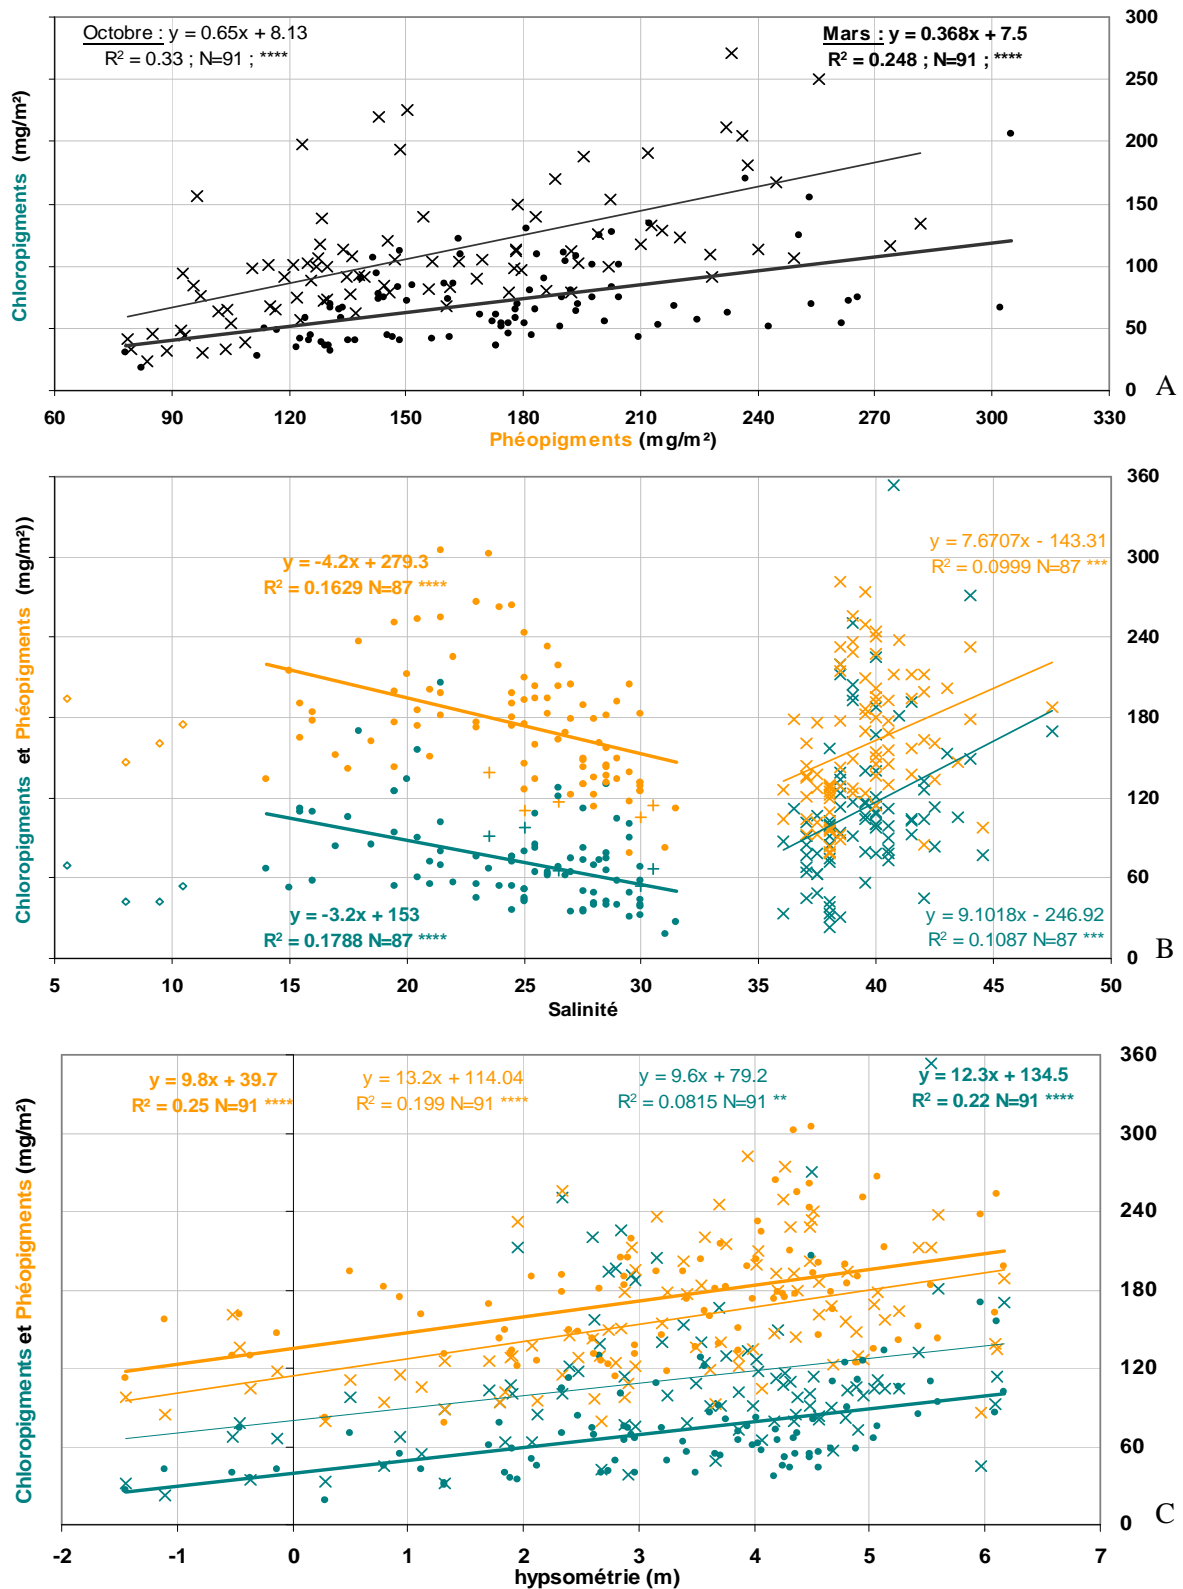 Octobre : y = 0.65x + 8.13
R² = 0.33 ; N=91 ; ****
Mars : y = 0.368x + 7.5
R² = 0.248 ; N=91 ; ****
300
250
200
150
100
50
0
Chloropigments (mg/m²)
60 90 120 150 180 210 240 270 300 330
Phéopigments (mg/m²)
A
y = -4.2x + 279.3
R² = 0.1629 N=87 ****
y = 7.6707x - 143.31
R² = 0.0999 N=87 ***
y = -3.2x + 153
R² = 0.1788 N=87 ****
y = 9.1018x - 246.92
R² = 0.1087 N=87 ***
360
300
240
180
120
60
0
Chloropigments et Phéopigments (mg/m²))
5 10 15 20 25 30 35 40 45 50
Salinité
B
y = 9.8x + 39.7
R² = 0.25 N=91 ****
y = 13.2x + 114.04
R² = 0.199 N=91 ****
y = 9.6x + 79.2
R² = 0.0815 N=91 **
y = 12.3x + 134.5
R² = 0.22 N=91 ****
360
300
240
180
120
60
0
Chloropigments et Phéopigments (mg/m²)
-2 -1 0 1 2 3 4 5 6 7
hypsométrie (m)
C